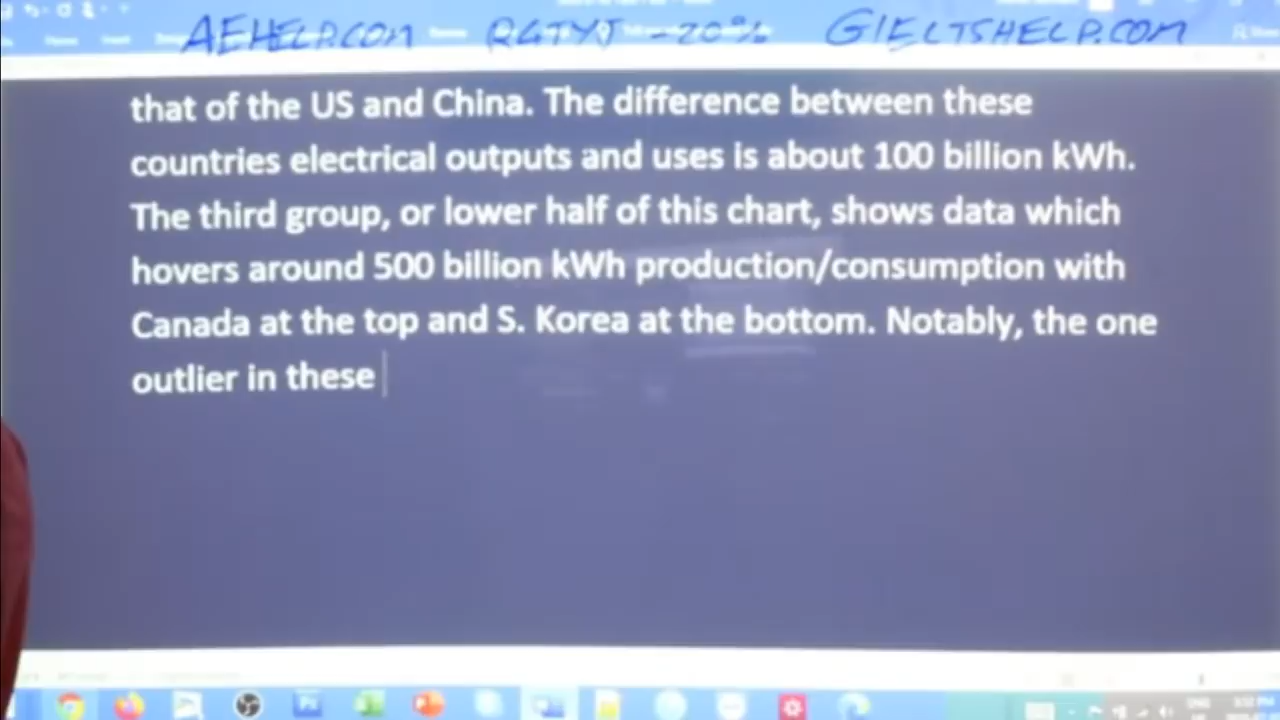 AEHELP.COM R4TYJ -20% GIELTSHELP.COM
that of the US and China. The difference between these
countries electrical outputs and uses is about 100 billion kWh.
The third group, or lower half of this chart, shows data which
hovers around 500 billion kWh production/consumption with
Canada at the top and S. Korea at the bottom. Notably, the one
outlier in these